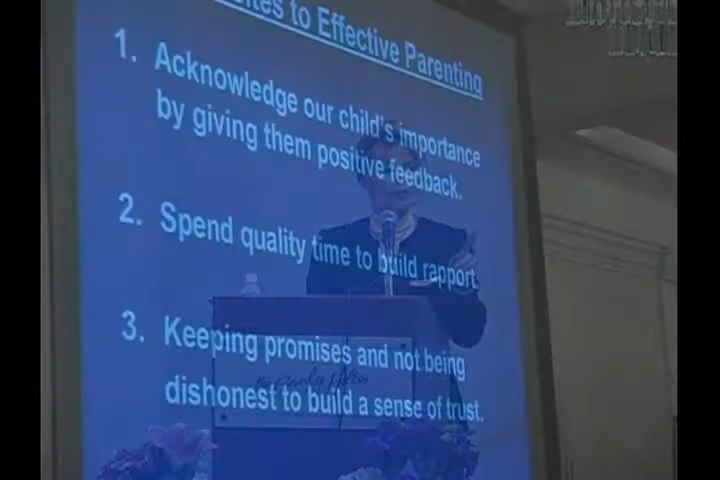 to Effective Parenting
1. Acknowledge our child's importance
by giving them positive feedback.
2. Spend quality time to build rapport.
3. Keeping promises and not being
dishonest to build a sense of trust.